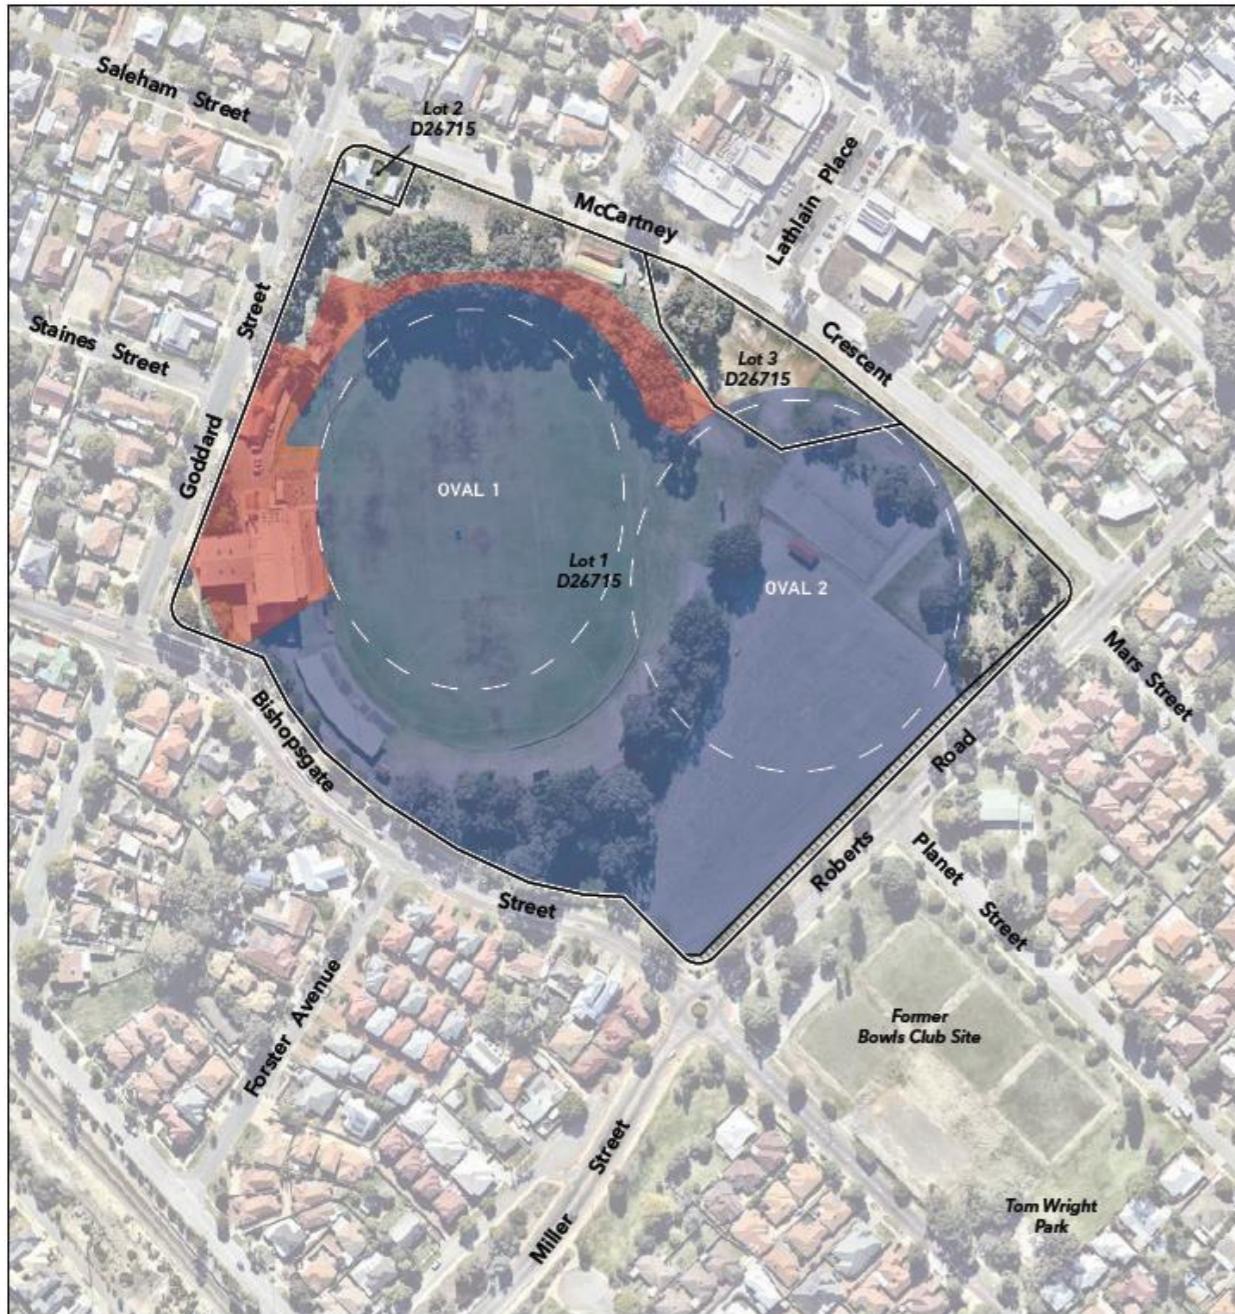 Saleham Street
Lot 2
D26715
McCartney
Lathlain Place
Street
Staines Street
Crescent
Lot 3
D26715
Goddard
OVAL 1
Lot 1
D26715
OVAL 2
Mars Street
Bishopsgate
Road
Roberts
Planet
Street
Street
Forster Avenue
Former
Bowls Club Site
Street
Miller
Tom Wright
Park